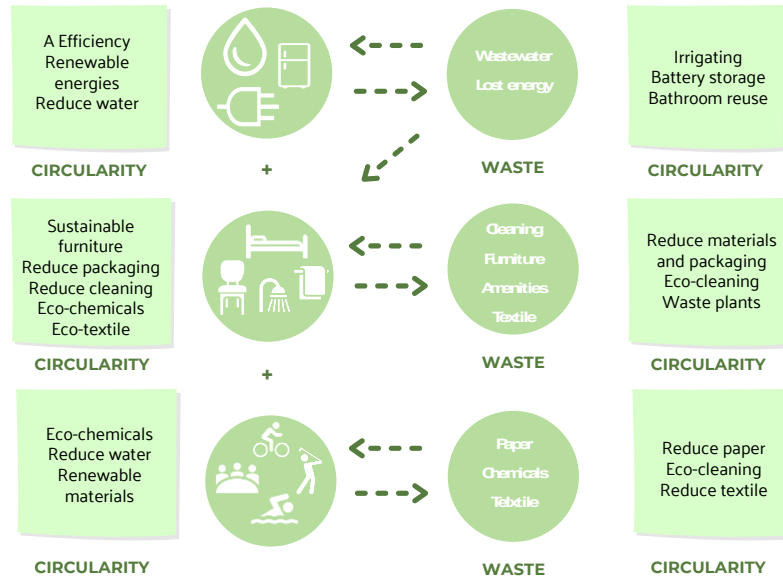 A Efficiency
Renewable
energies
Reduce water
Wastewater
Lost energy
Irrigating
Battery storage
Bathroom reuse
CIRCULARITY
+
WASTE
CIRCULARITY
Sustainable
furniture
Reduce packaging
Reduce cleaning
Eco-chemicals
Eco-textile
Cleaning
Furniture
Amenities
Textile
Reduce materials
and packaging
Eco-cleaning
Waste plants
CIRCULARITY
+
WASTE
CIRCULARITY
Eco-chemicals
Reduce water
Renewable
materials
Paper
Chemicals
Telxtile
Reduce paper
Eco-cleaning
Reduce textile
CIRCULARITY
WASTE
CIRCULARITY